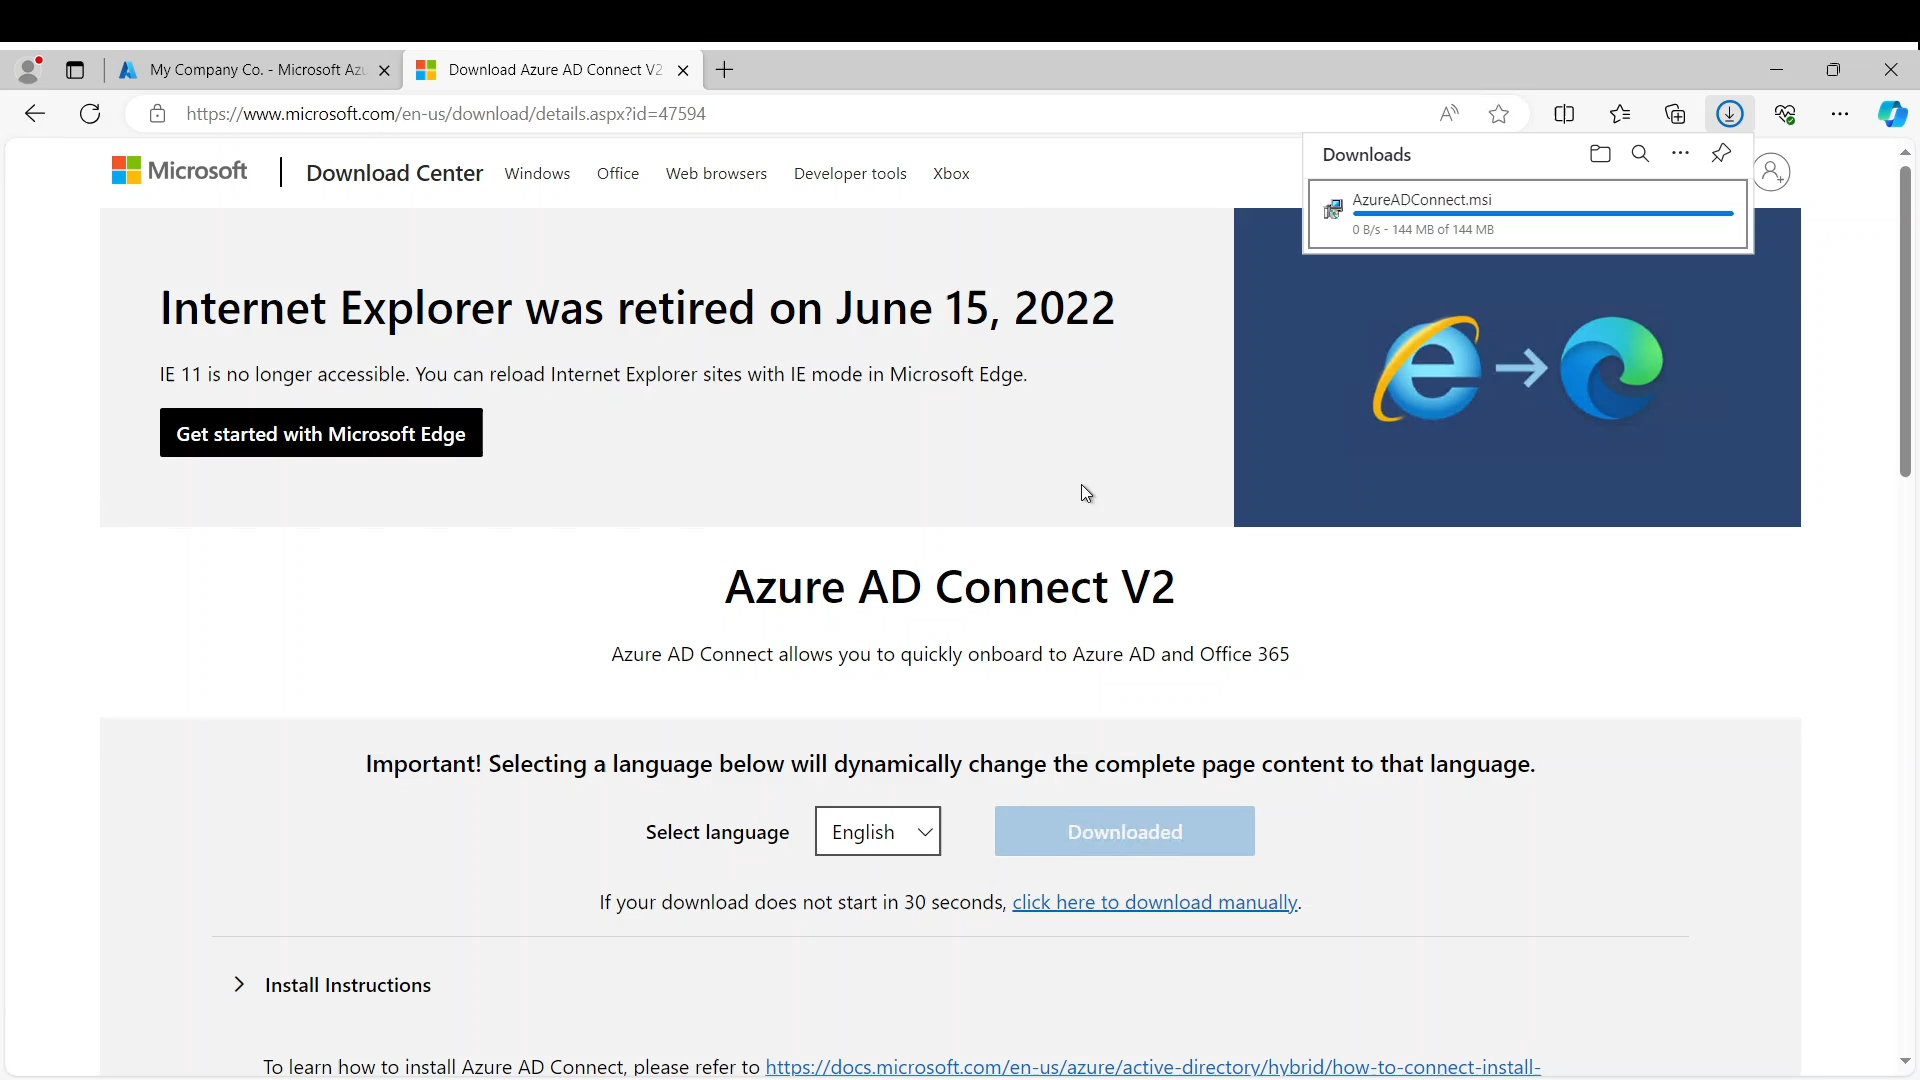 My Company Co. - Microsoft Azu
Download Azure AD Connect V2
https://www.microsoft.com/en-us/download/details.aspx?id=47594
Downloads
AzureADConnect.msi
0 B/s - 144 MB of 144 MB
Microsoft
Download Center Windows Office Web browsers Developer tools Xbox
Internet Explorer was retired on June 15, 2022
IE 11 is no longer accessible. You can reload Internet Explorer sites with IE mode in Microsoft Edge.
Get started with Microsoft Edge
Azure AD Connect V2
Azure AD Connect allows you to quickly onboard to Azure AD and Office 365
Important! Selecting a language below will dynamically change the complete page content to that language.
Select language English Downloaded
If your download does not start in 30 seconds, click here to download manually.
Install Instructions
To learn how to install Azure AD Connect, please refer to https://docs.microsoft.com/en-us/azure/active-directory/hybrid/how-to-connect-install-